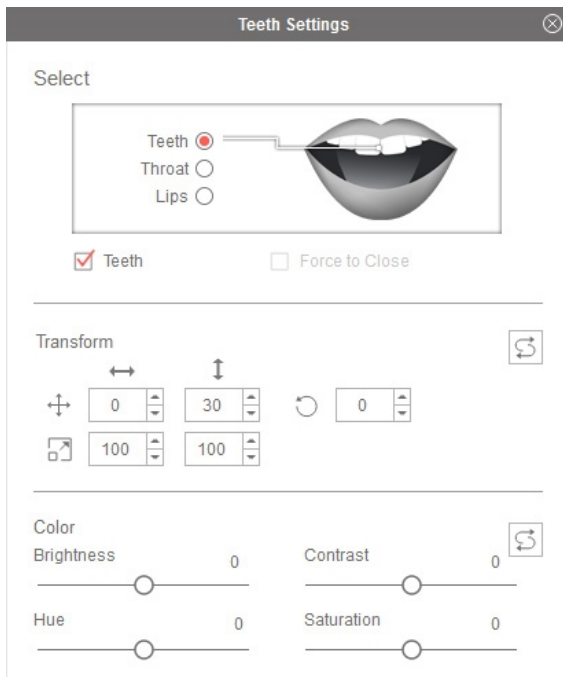 Teeth Settings
Select
Teeth
Throat
Lips
Teeth Force to Close
Transform
0 30 0
100 100
Color
Brightness 0 Contrast 0
Hue 0 Saturation 0